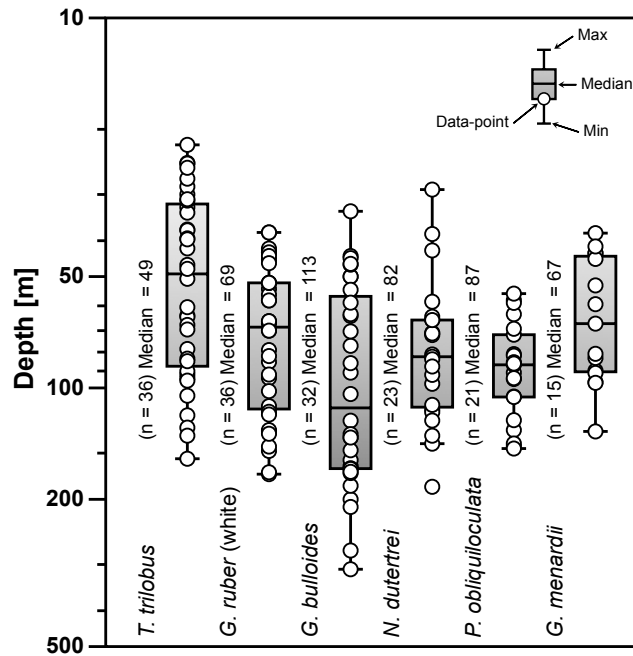 10
50
100
200
500
Depth [m]
Max
Median
Data-point
Min
(n = 36) Median = 49
(n = 36) Median = 69
(n = 32) Median = 113
(n = 23) Median = 82
(n = 21) Median = 87
(n = 15) Median = 67
T. trilobus
G. ruber (white)
G. bulloides
N. dutertrei
P. obliquiloculata
G. menardii